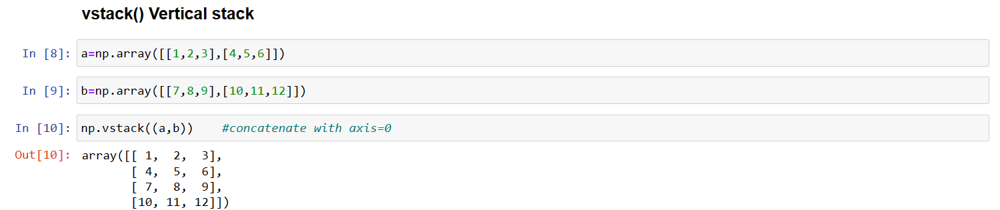 vstack() Vertical stack
In [8]: a=np.array([[1,2,3],[4,5,6]])
In [9]: b=np.array([[7,8,9],[10,11,12]])
In [10]: np.vstack((a,b))    #concatenate with axis=0
Out[10]: array([[ 1,  2,  3],
       [ 4,  5,  6],
       [ 7,  8,  9],
       [10, 11, 12]])